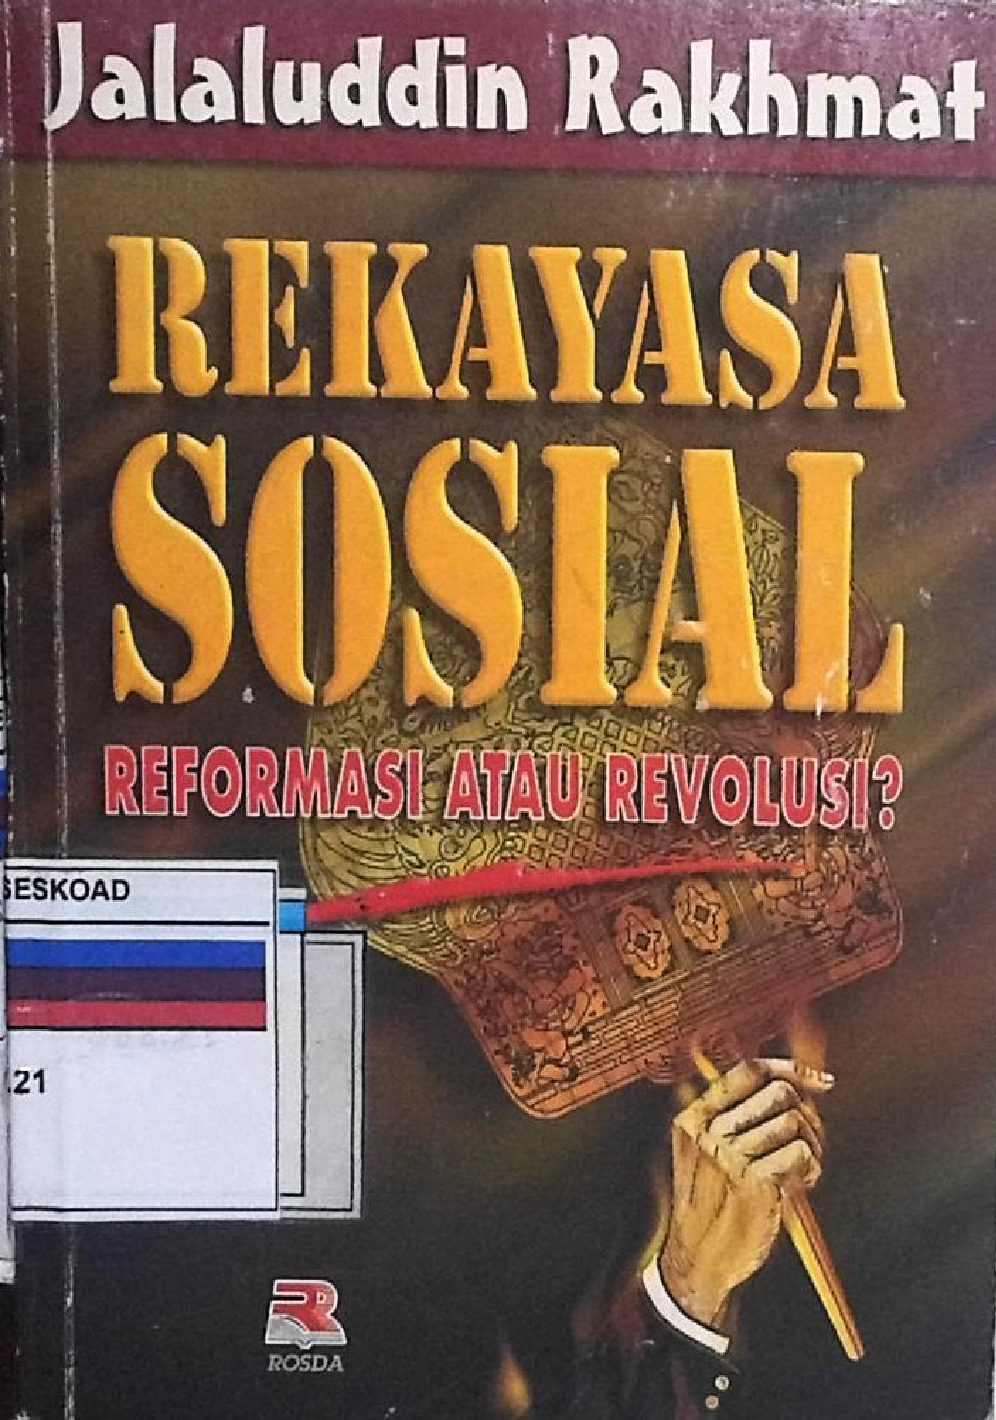 Jalaluddin Rakhmat
REKAYASA
SOSIAL
REFORMASI ATAU REVOLUSI?
SESKOAD
.21
ROSDA